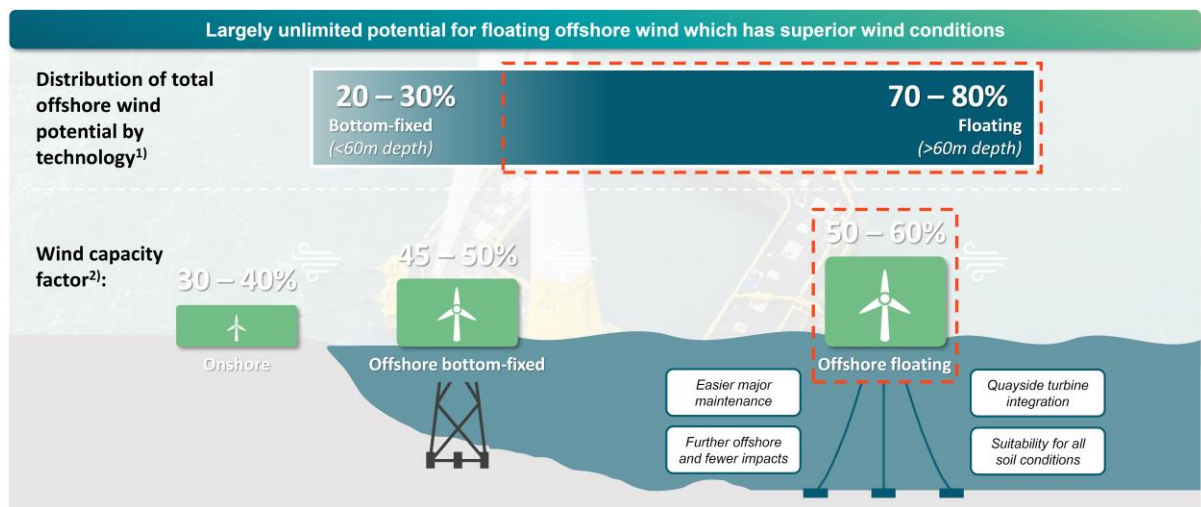 Largely unlimited potential for floating offshore wind which has superior wind conditions
Distribution of total
offshore wind
potential by
technology1)
20 – 30%
Bottom-fixed
(<60m depth)
70 – 80%
Floating
(>60m depth)
Wind capacity
factor2):
30 – 40%
Onshore
45 – 50%
Offshore bottom-fixed
50 – 60%
Offshore floating
Easier major
maintenance
Quayside turbine
integration
Further offshore
and fewer impacts
Suitability for all
soil conditions